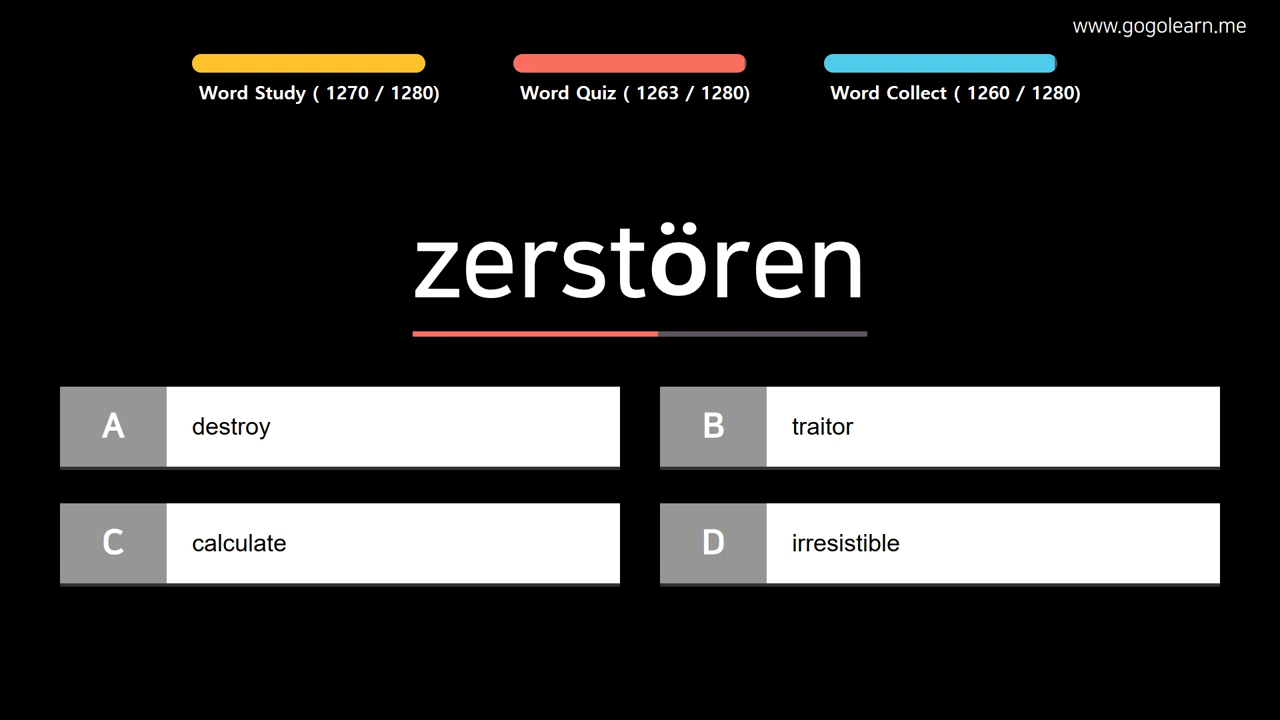 www.gogolearn.me
Word Study ( 1270 / 1280)
Word Quiz ( 1263 / 1280)
Word Collect ( 1260 / 1280)
zerstören
A destroy
B traitor
C calculate
D irresistible